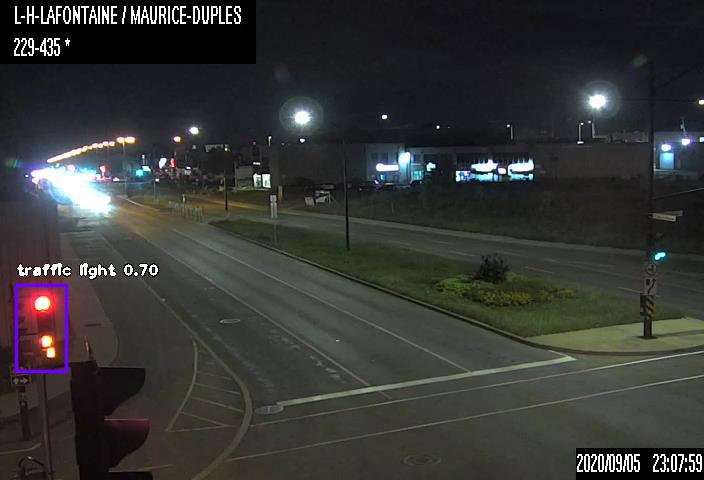 L-H-LAFONTAINE / MAURICE-DUPLES
229-435 *
traffic light 0.70
2020/09/05 23:07:59